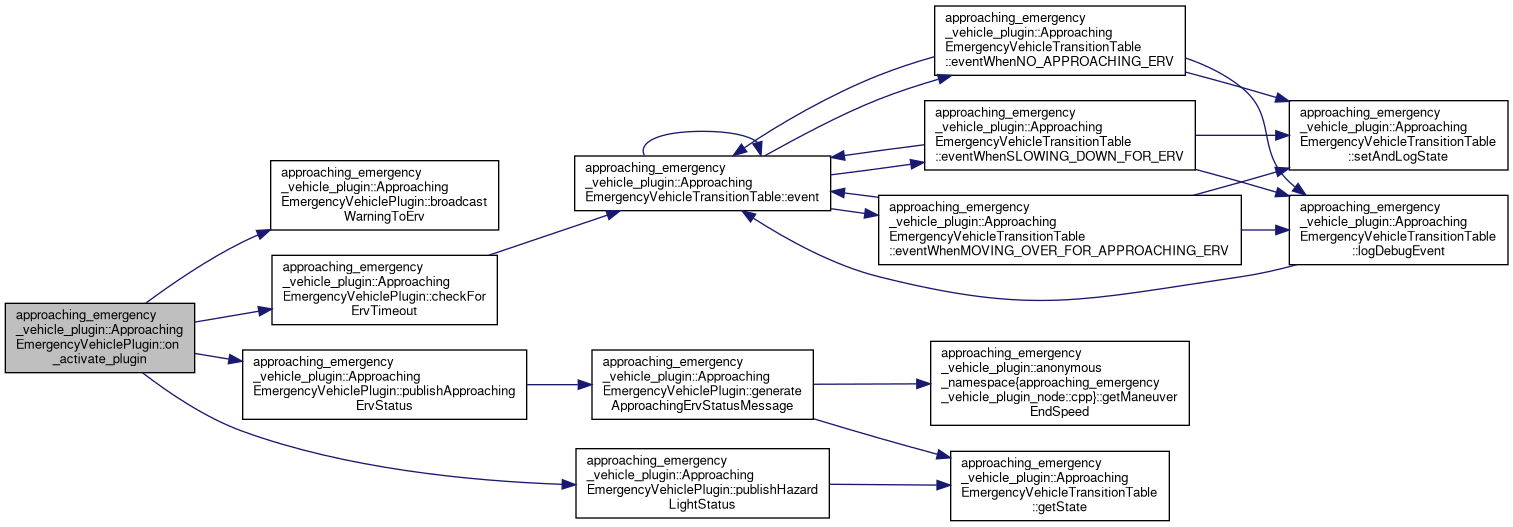 approaching_emergency
_vehicle_plugin::Approaching
EmergencyVehiclePlugin::on
_activate_plugin
approaching_emergency
_vehicle_plugin::Approaching
EmergencyVehiclePlugin::broadcast
WarningToErv
approaching_emergency
_vehicle_plugin::Approaching
EmergencyVehiclePlugin::checkFor
ErvTimeout
approaching_emergency
_vehicle_plugin::Approaching
EmergencyVehiclePlugin::publishApproaching
ErvStatus
approaching_emergency
_vehicle_plugin::Approaching
EmergencyVehicleTransitionTable::event
approaching_emergency
_vehicle_plugin::Approaching
EmergencyVehiclePlugin::generate
ApproachingErvStatusMessage
approaching_emergency
_vehicle_plugin::Approaching
EmergencyVehiclePlugin::publishHazard
LightStatus
approaching_emergency
_vehicle_plugin::Approaching
EmergencyVehicleTransitionTable
::eventWhenNO_APPROACHING_ERV
approaching_emergency
_vehicle_plugin::Approaching
EmergencyVehicleTransitionTable
::eventWhenSLOWING_DOWN_FOR_ERV
approaching_emergency
_vehicle_plugin::Approaching
EmergencyVehicleTransitionTable
::eventWhenMOVING_OVER_FOR_APPROACHING_ERV
approaching_emergency
_vehicle_plugin::anonymous
_namespace{approaching_emergency
_vehicle_plugin_node::cpp}::getManeuver
EndSpeed
approaching_emergency
_vehicle_plugin::Approaching
EmergencyVehicleTransitionTable
::getState
approaching_emergency
_vehicle_plugin::Approaching
EmergencyVehicleTransitionTable
::setAndLogState
approaching_emergency
_vehicle_plugin::Approaching
EmergencyVehicleTransitionTable
::logDebugEvent